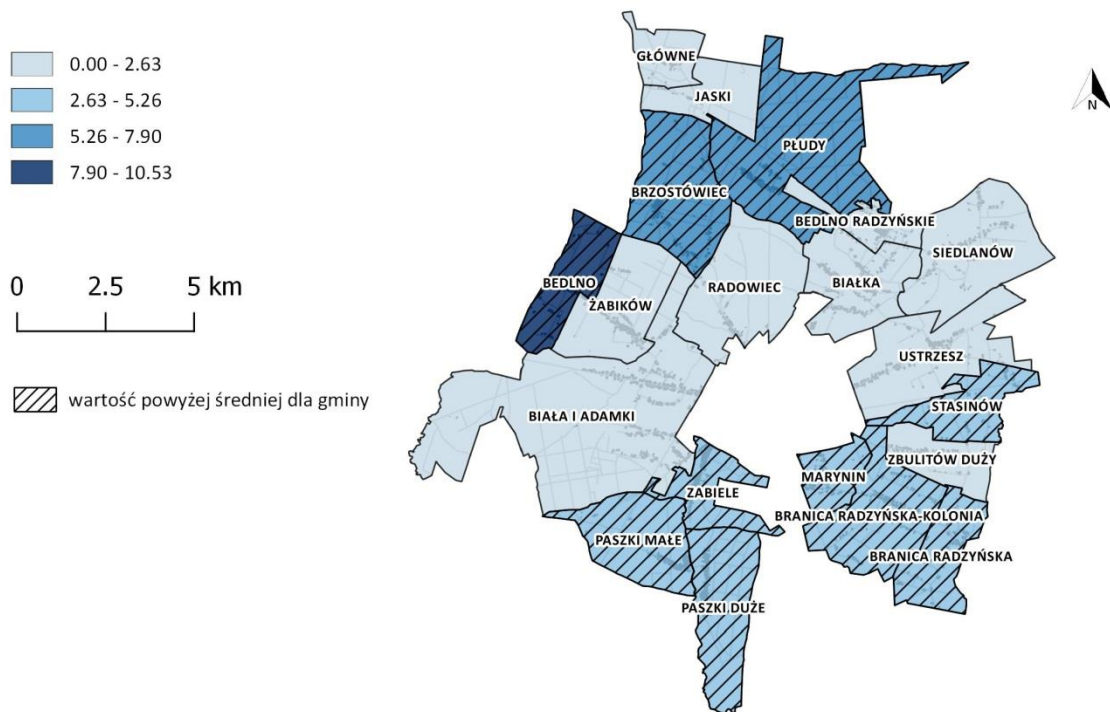 0.00 - 2.63
2.63 - 5.26
5.26 - 7.90
7.90 - 10.53
0 2.5 5 km
wartość powyżej średniej dla gminy
N
GŁÓWNE
JASKI
PŁUDY
BRZOSTÓWIEC
BEDLNO RADZYŃSKIE
SIEDLANÓW
BEDLNO
ŻABIKÓW
RADOWIEC
BIAŁKA
USTRZESZ
STASINÓW
BIAŁA I ADAMKI
ZBULITÓW DUŻY
MARYNIN
ZABIELE
BRANICA RADZYŃSKA-KOLONIA
PASZKI MAŁE
BRANICA RADZYŃSKA
PASZKI DUŻE